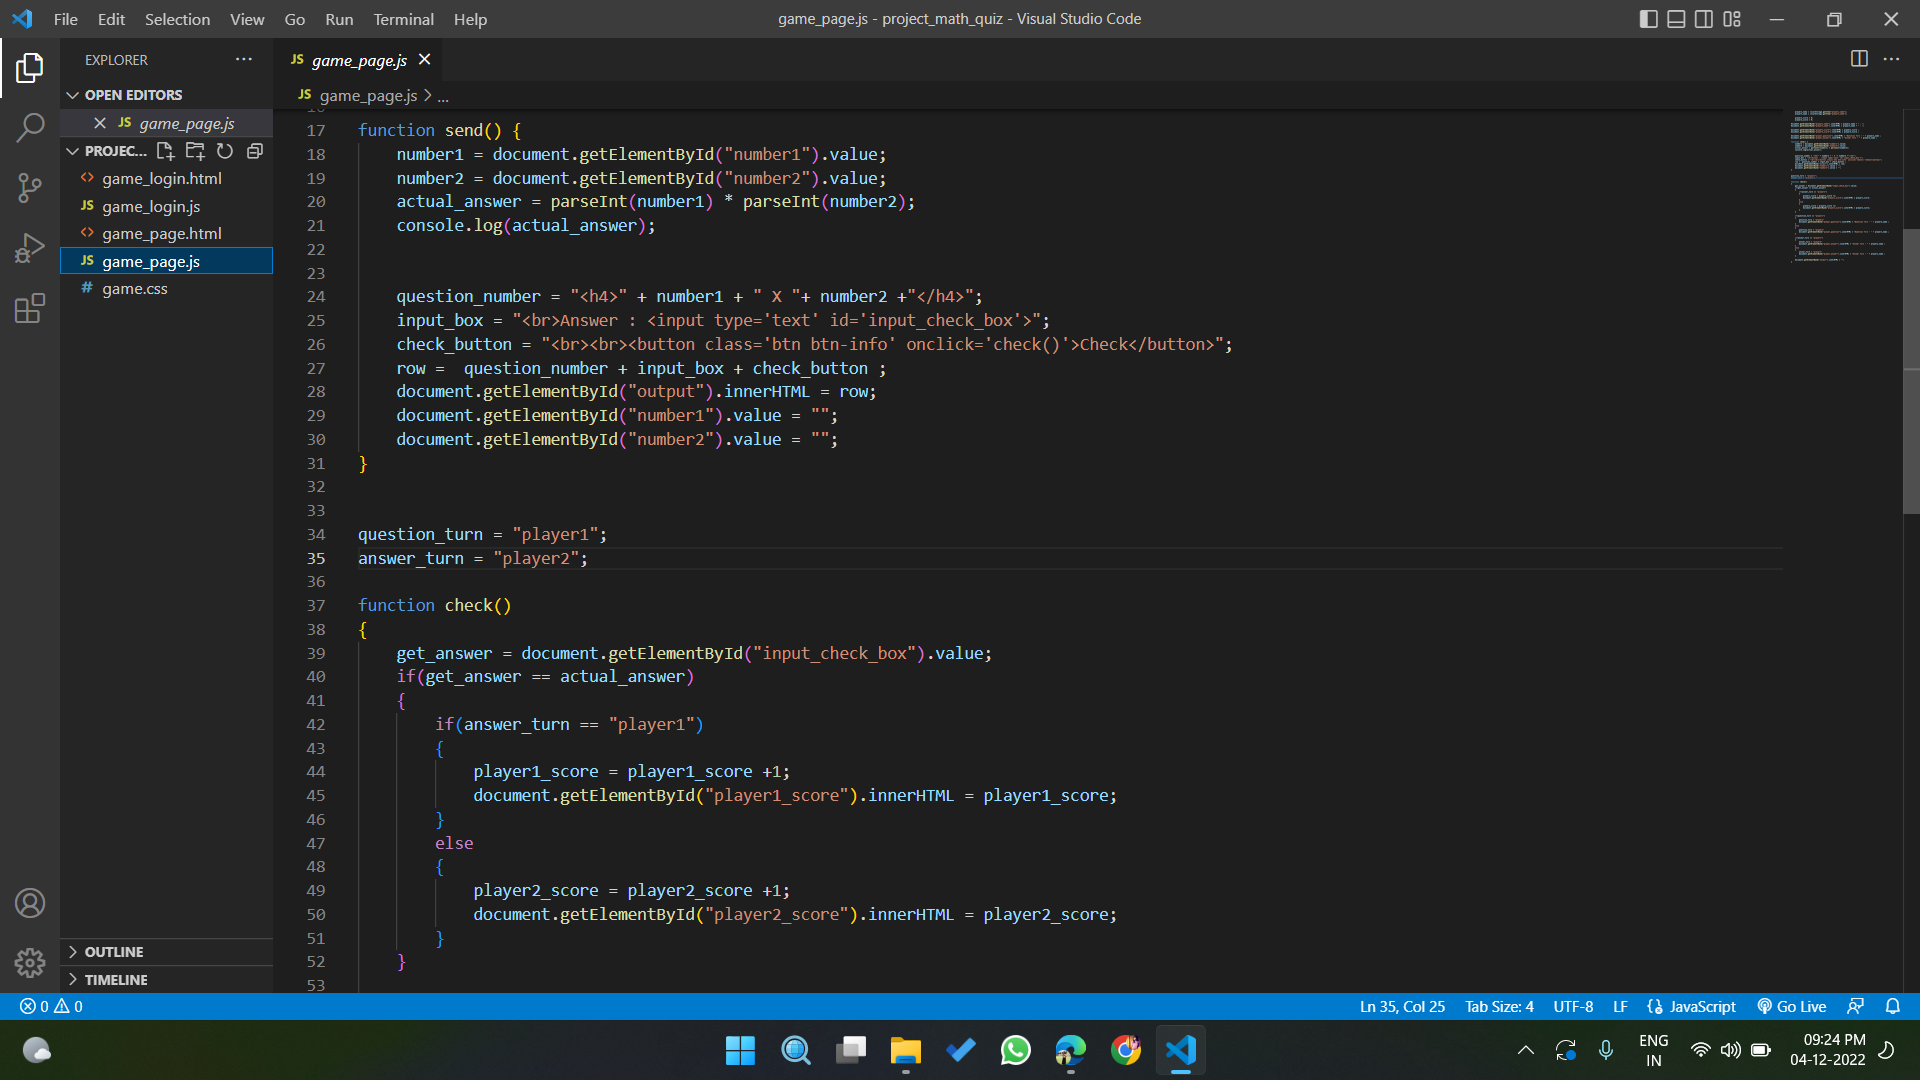 File Edit Selection View Go Run Terminal Help
game_page.js - project_math_quiz - Visual Studio Code
EXPLORER
OPEN EDITORS
JS game_page.js
PROJEC...
game_login.html
JS game_login.js
game_page.html
JS game_page.js
# game.css
OUTLINE
TIMELINE
JS game_page.js
JS game_page.js > ...
17 function send() {
18 number1 = document.getElementById("number1").value;
19 number2 = document.getElementById("number2").value;
20 actual_answer = parseInt(number1) * parseInt(number2);
21 console.log(actual_answer);
22
23
24 question_number = "<h4>" + number1 + " X "+ number2 +"</h4>";
25 input_box = "<br>Answer : <input type='text' id='input_check_box'>";
26 check_button = "<br><br><button class='btn btn-info' onclick='check()'>Check</button>";
27 row =  question_number + input_box + check_button ;
28 document.getElementById("output").innerHTML = row;
29 document.getElementById("number1").value = "";
30 document.getElementById("number2").value = "";
31 }
32
33
34 question_turn = "player1";
35 answer_turn = "player2";
36
37 function check()
38 {
39 get_answer = document.getElementById("input_check_box").value;
40 if(get_answer == actual_answer)
41 {
42 if(answer_turn == "player1")
43 {
44 player1_score = player1_score +1;
45 document.getElementById("player1_score").innerHTML = player1_score;
46 }
47 else
48 {
49 player2_score = player2_score +1;
50 document.getElementById("player2_score").innerHTML = player2_score;
51 }
52 }
53
0 0
Ln 35, Col 25 Tab Size: 4 UTF-8 LF {} JavaScript Go Live
ENG
IN
09:24 PM
04-12-2022